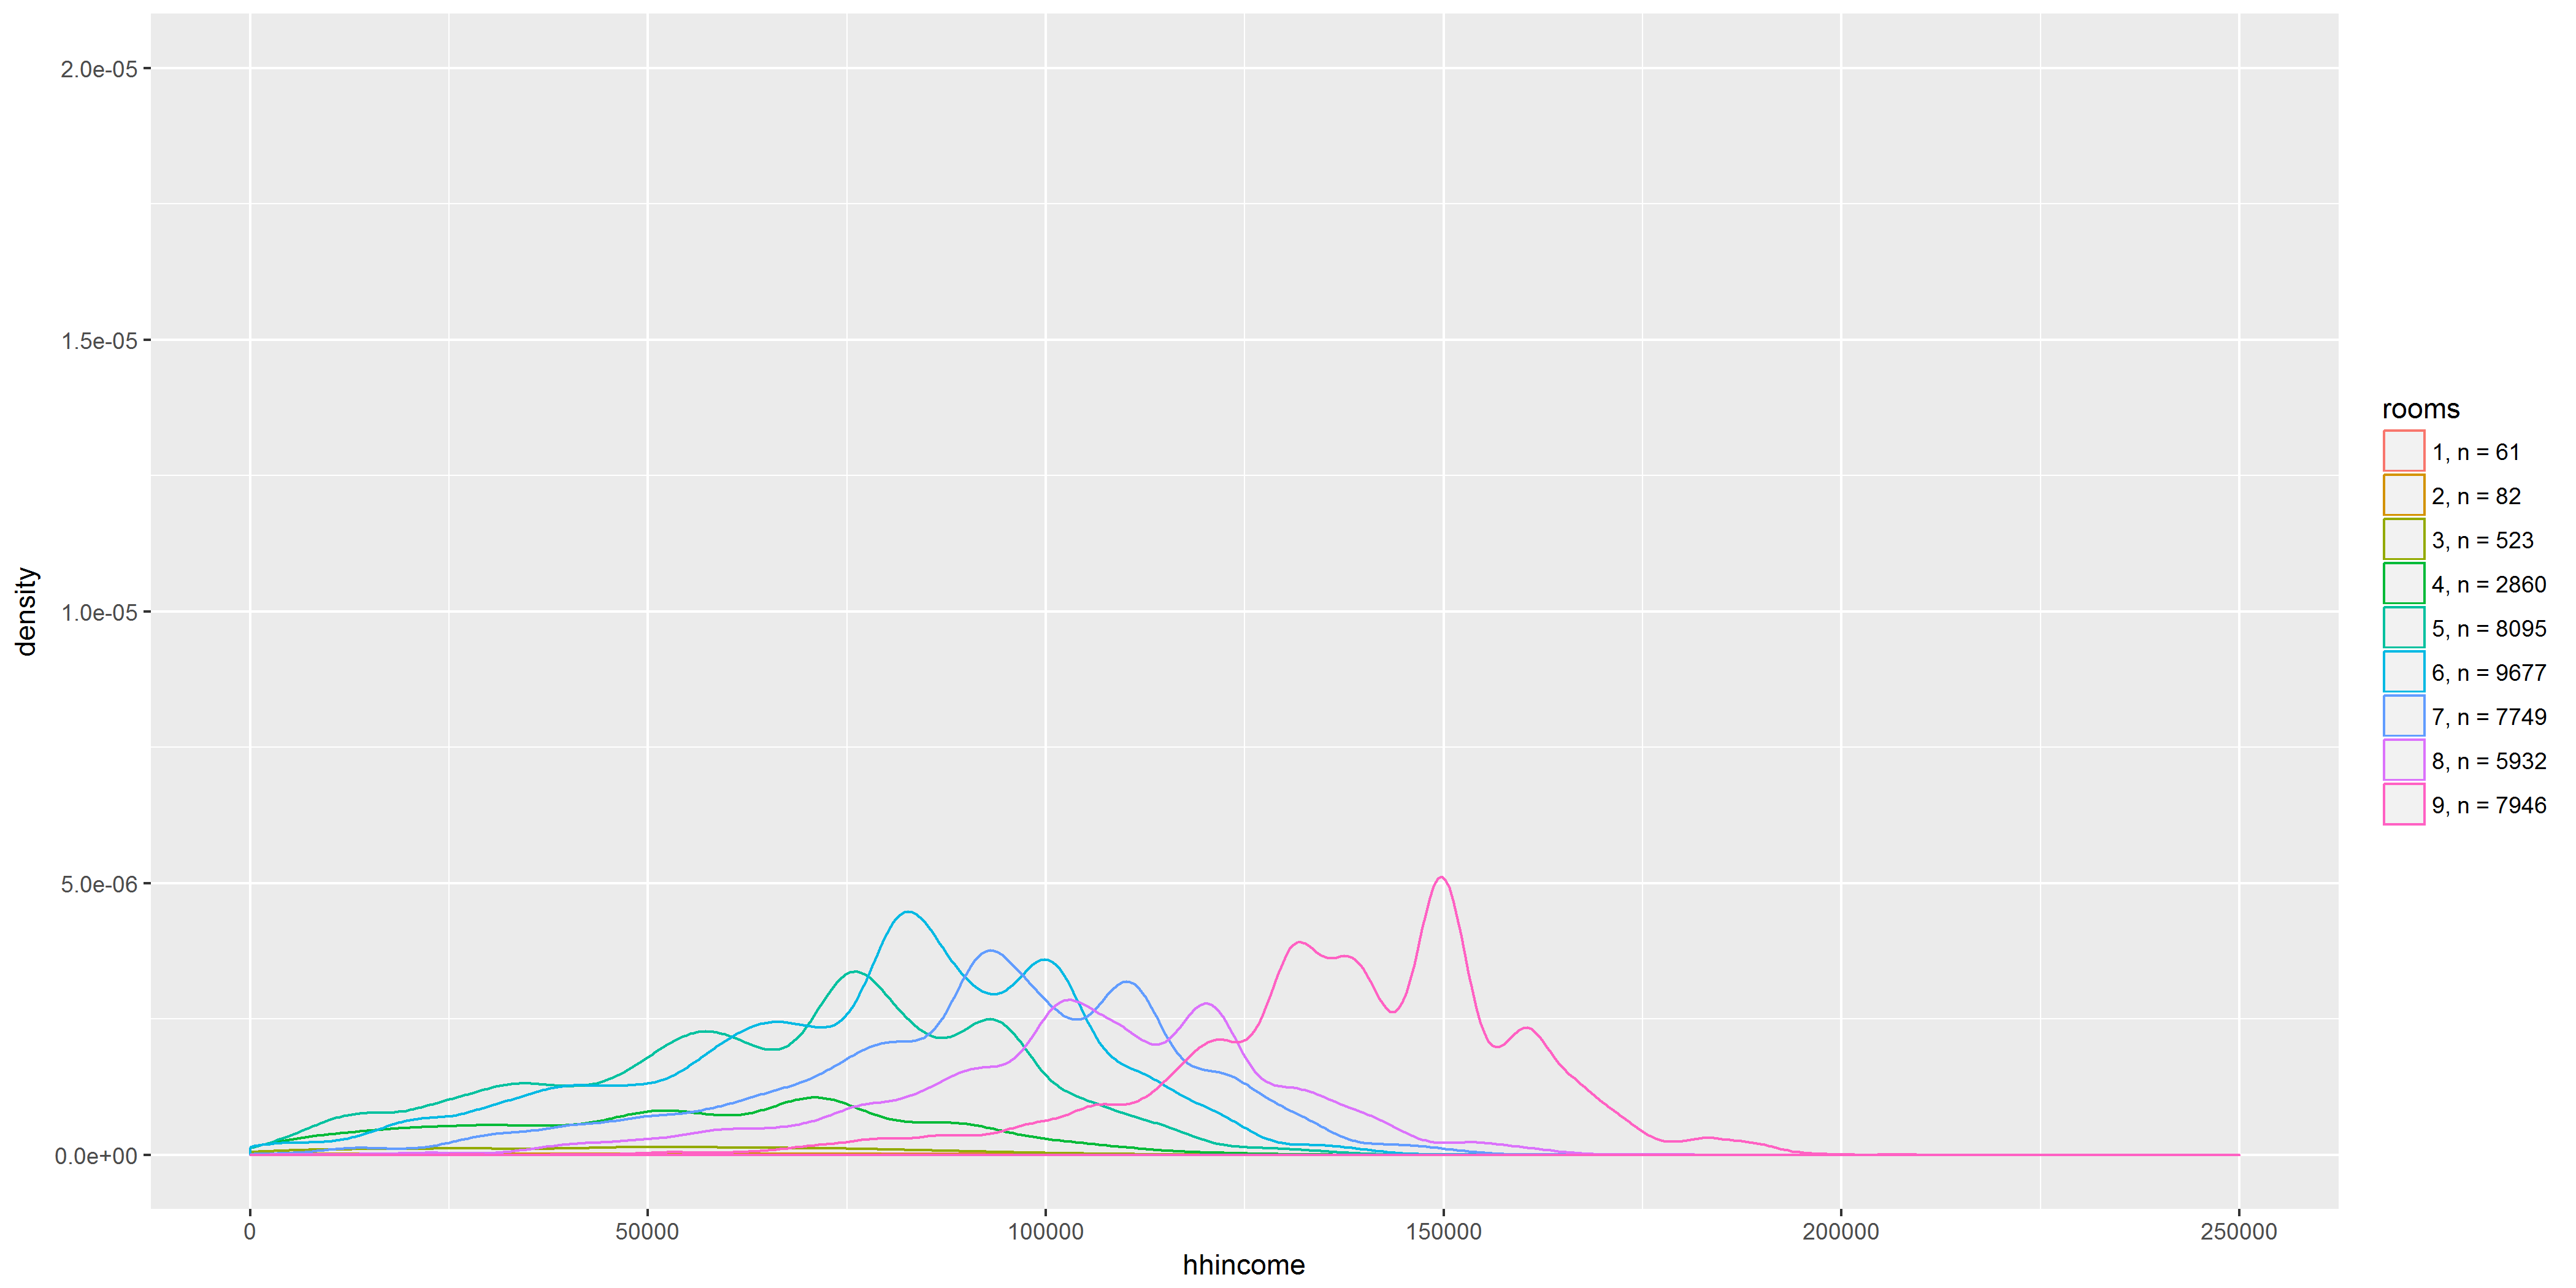 2.0e-05
1.5e-05
1.0e-05
5.0e-06
0.0e+00
density
0
50000
100000
150000
200000
250000
hhincome
rooms
1, n = 61
2, n = 82
3, n = 523
4, n = 2860
5, n = 8095
6, n = 9677
7, n = 7749
8, n = 5932
9, n = 7946